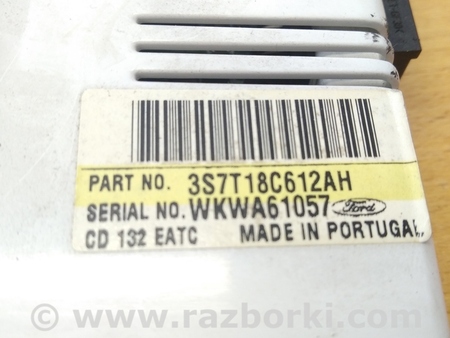 PART NO. 3S7T18C612AH
SERIAL NO. WKWA61057 Ford
CD 132 EATC MADE IN PORTUGAL
© www.razborki.com